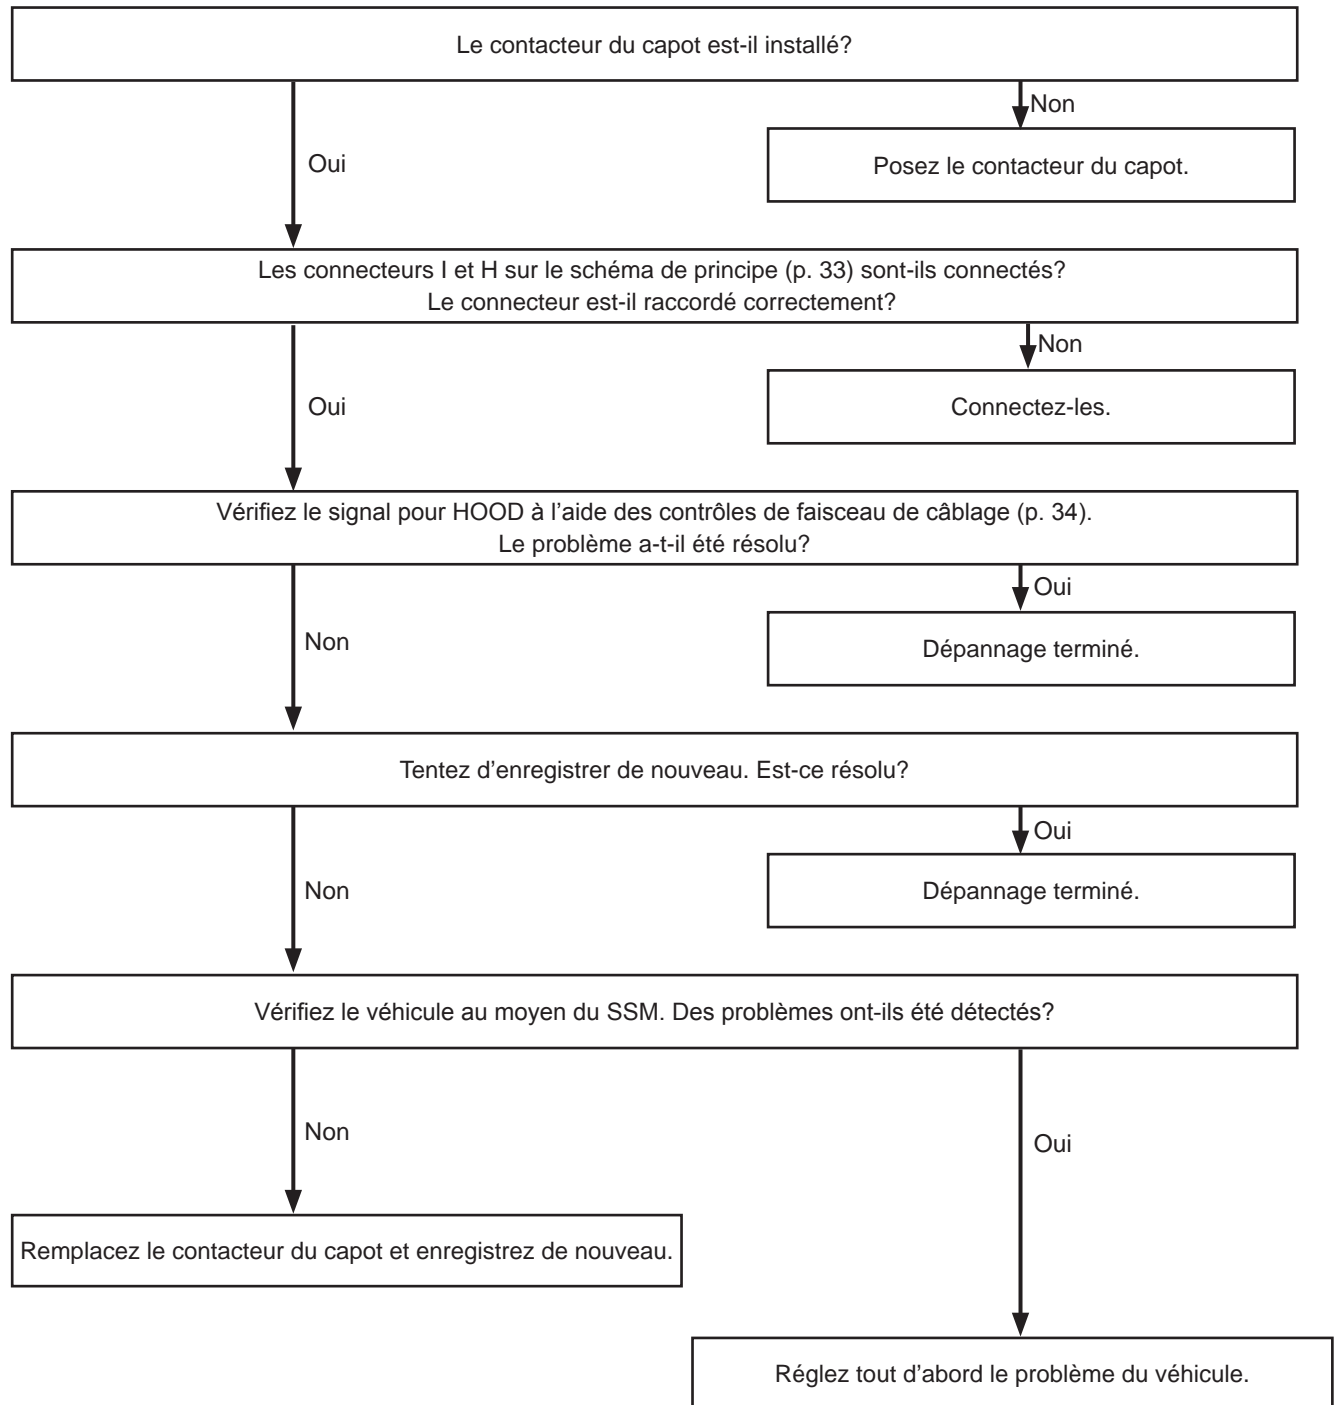 Le contacteur du capot est-il installé?
Non
Oui
Posez le contacteur du capot.
Les connecteurs I et H sur le schéma de principe (p. 33) sont-ils connectés?
Le connecteur est-il raccordé correctement?
Non
Oui
Connectez-les.
Vérifiez le signal pour HOOD à l’aide des contrôles de faisceau de câblage (p. 34).
Le problème a-t-il été résolu?
Oui
Non
Dépannage terminé.
Tentez d’enregistrer de nouveau. Est-ce résolu?
Oui
Non
Dépannage terminé.
Vérifiez le véhicule au moyen du SSM. Des problèmes ont-ils été détectés?
Non
Oui
Remplacez le contacteur du capot et enregistrez de nouveau.
Réglez tout d’abord le problème du véhicule.